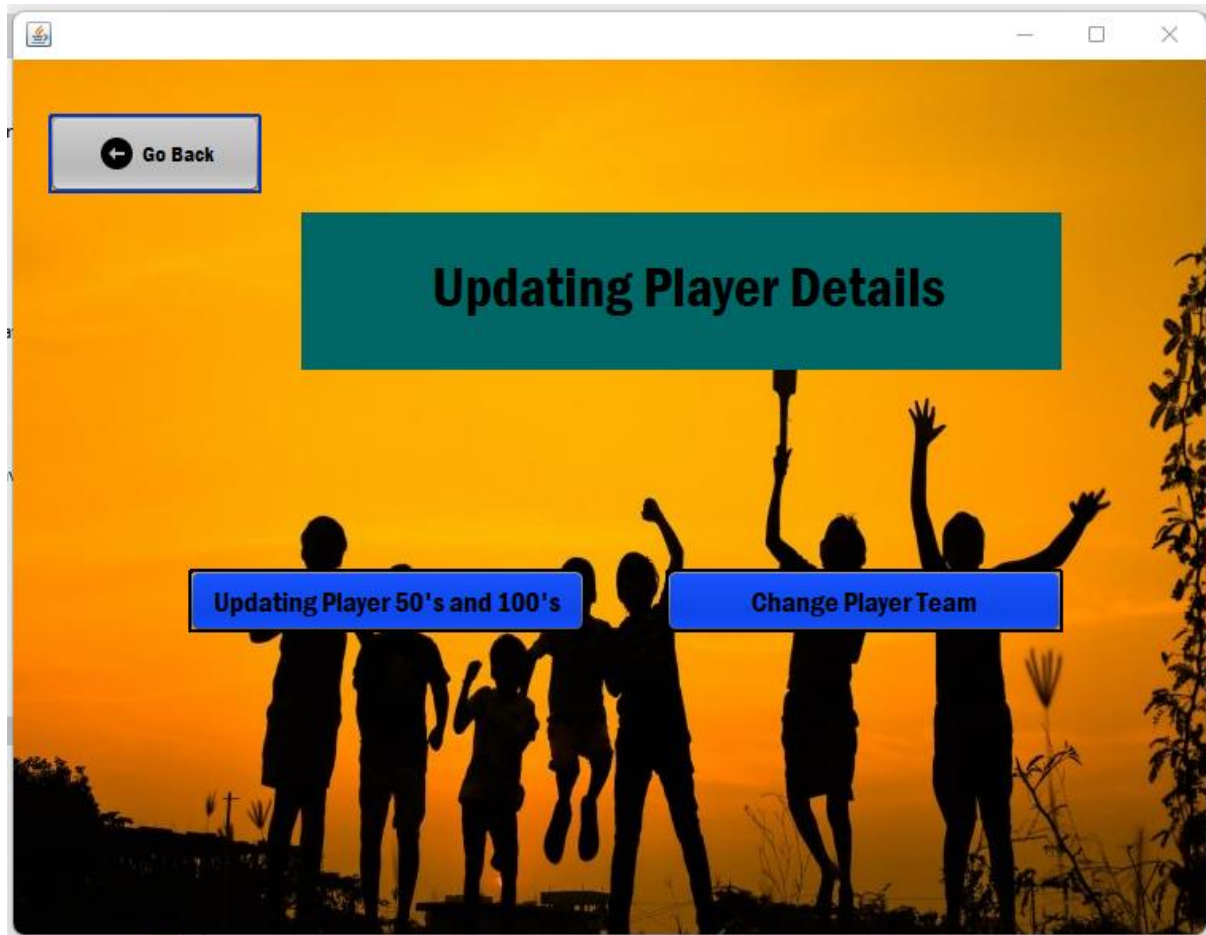 Go Back
Updating Player Details
Updating Player 50's and 100's
Change Player Team